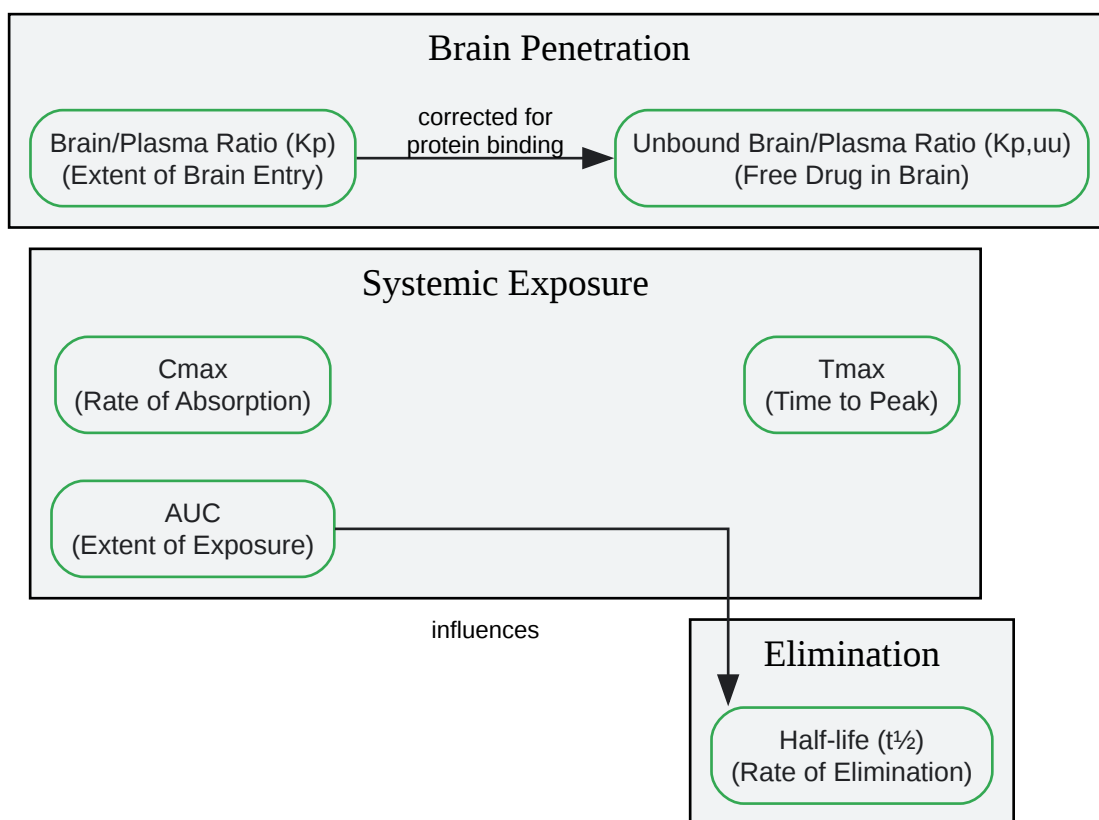 Brain Penetration
Brain/Plasma Ratio (Kp)
(Extent of Brain Entry)
corrected for
protein binding
Unbound Brain/Plasma Ratio (Kp,uu)
(Free Drug in Brain)
Systemic Exposure
Cmax
(Rate of Absorption)
Tmax
(Time to Peak)
AUC
(Extent of Exposure)
influences
Elimination
Half-life (t½)
(Rate of Elimination)